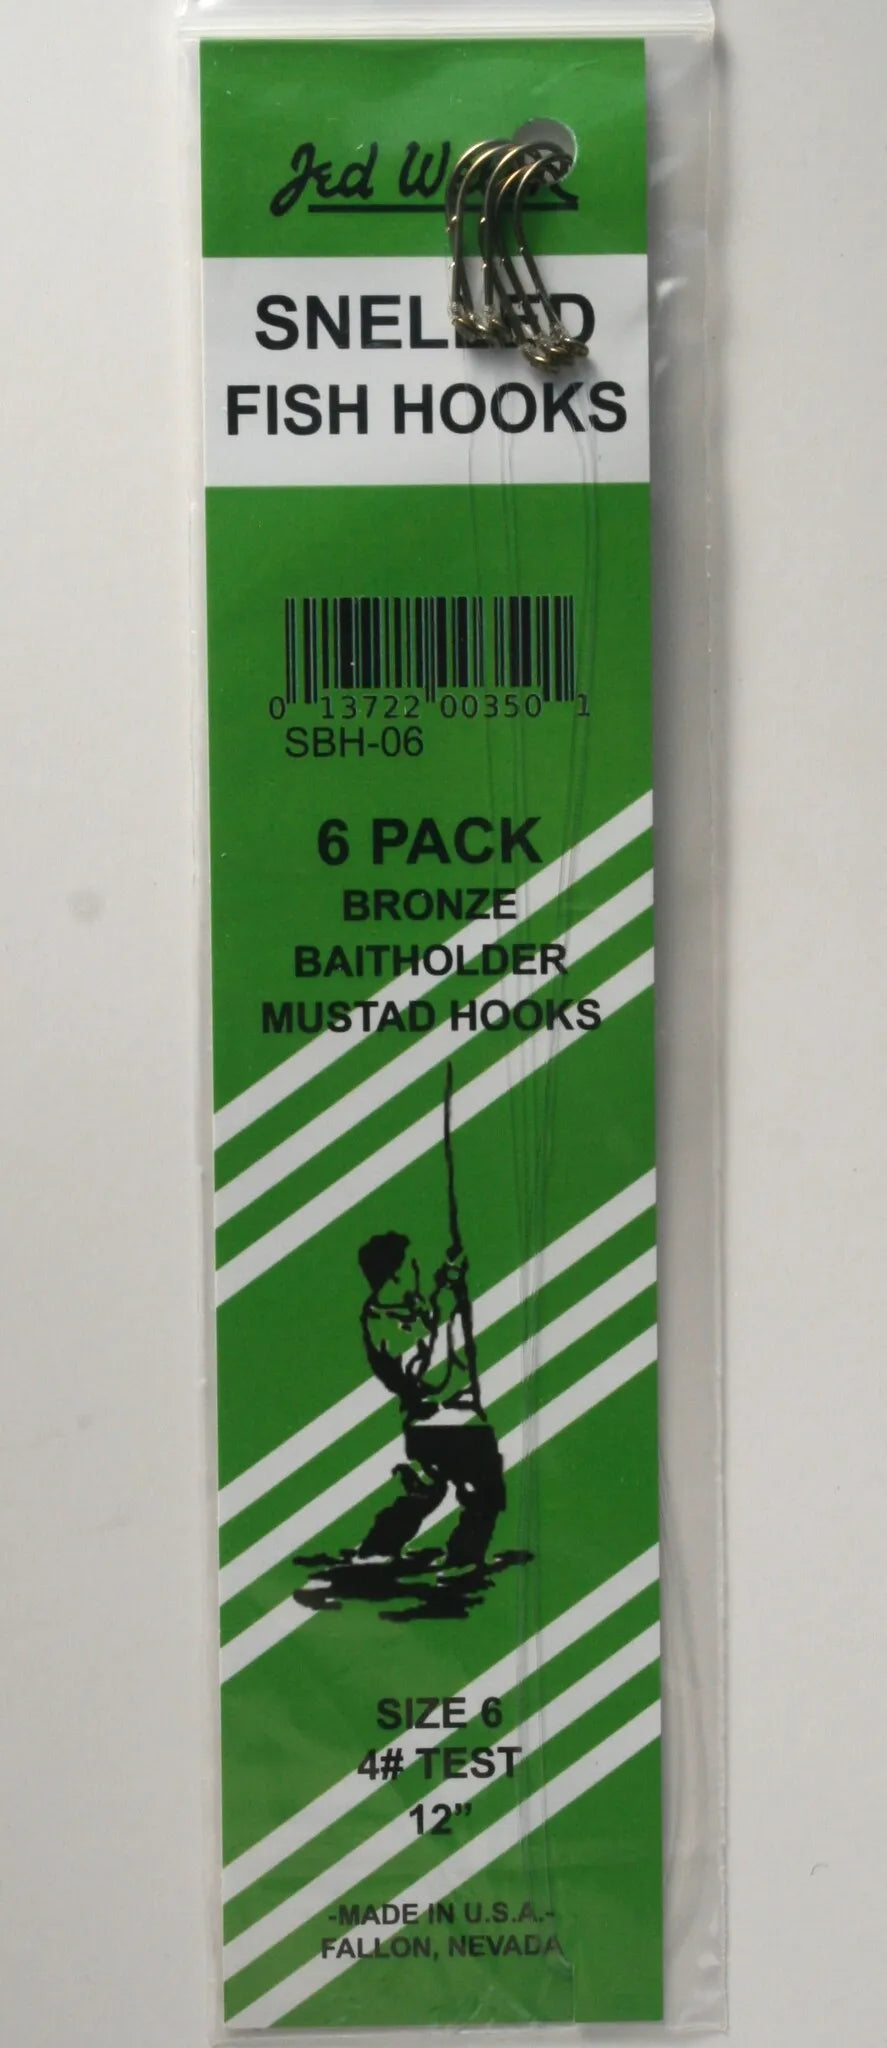 Jed
SNELLED
FISH HOOKS
0 13722 00350 1
SBH-06
6 PACK
BRONZE
BAITHOLDER
MUSTAD HOOKS
SIZE 6
4# TEST
12”
-MADE IN U.S.A.-
FALLON, NEVADA